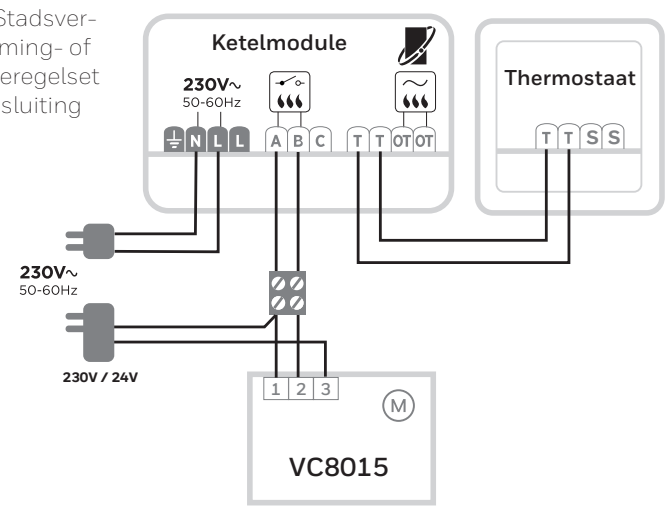 Stadsver-
ming- of
eregelset
sluiting
Ketelmodule
230V~
50-60Hz
N L L A B C T T OT OT
Thermostaat
T T S S
230V~
50-60Hz
230V / 24V
1 2 3
M
VC8015